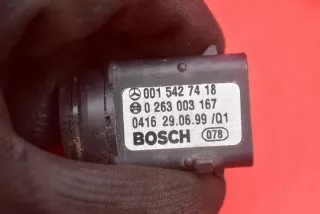 001 542 74 18
0 263 003 167
0416 29.06.99 /Q1
BOSCH 078